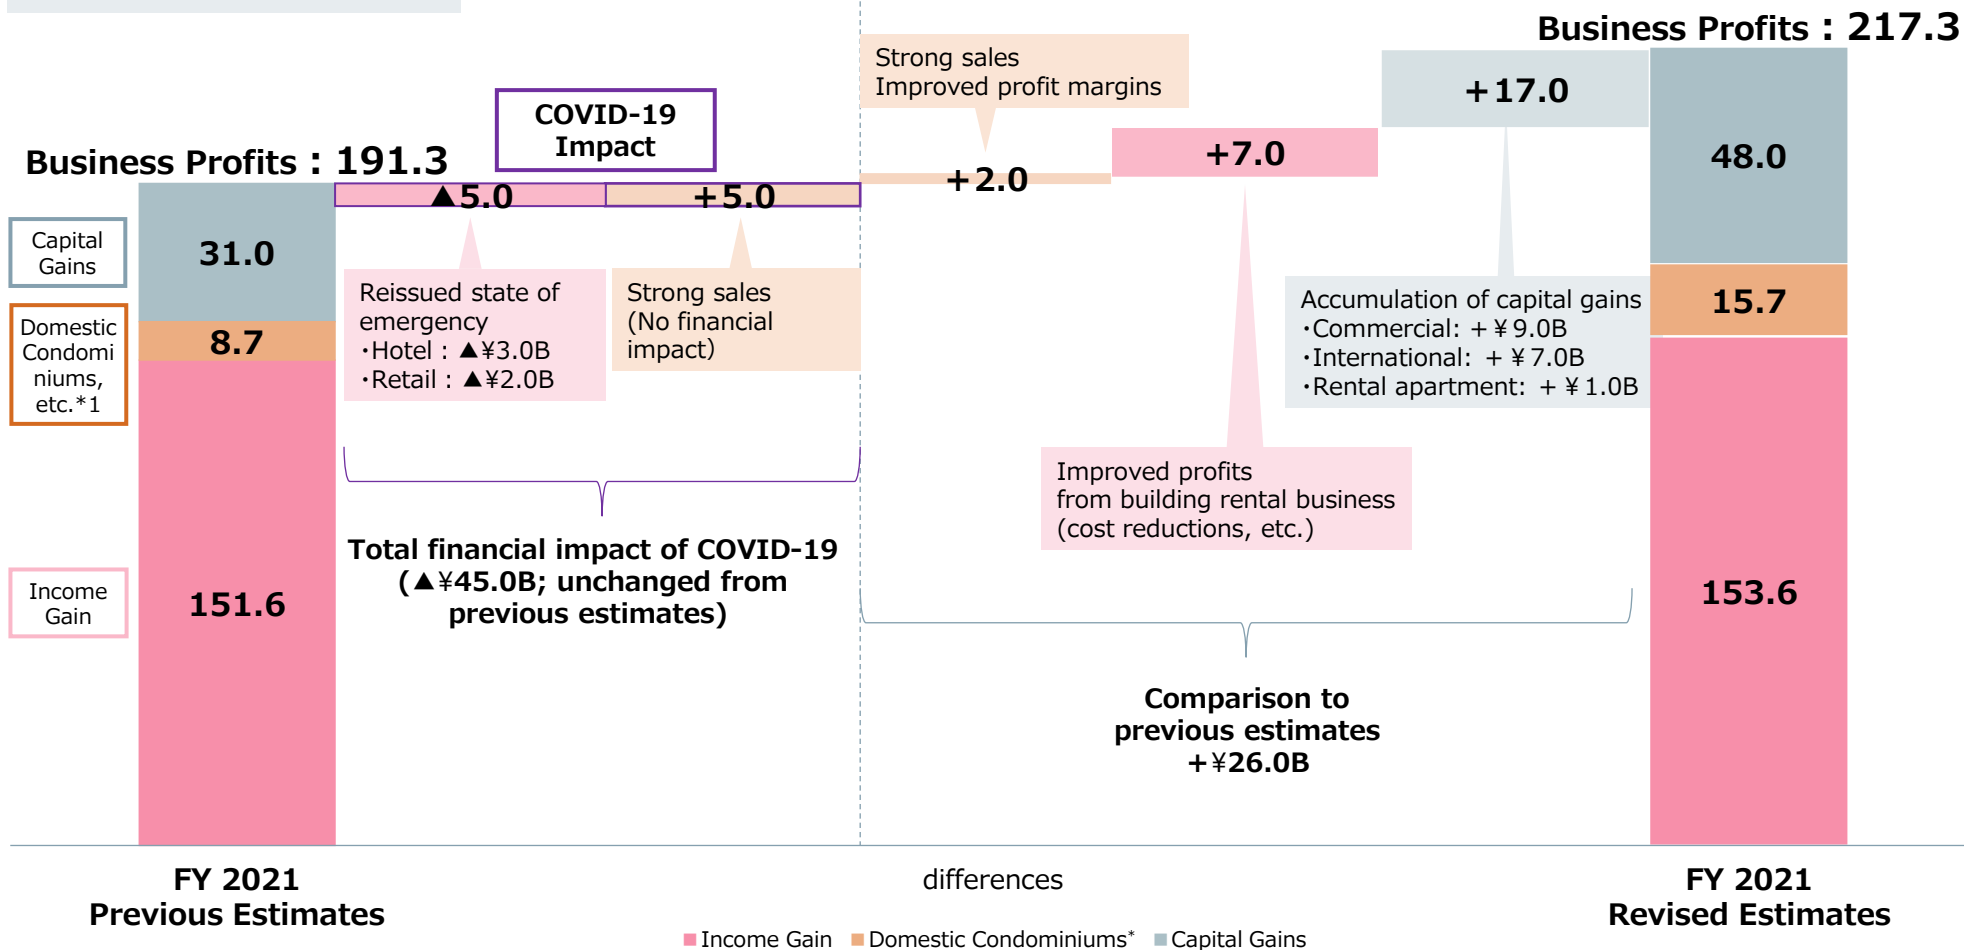 Business Profits : 217.3
Strong sales
Improved profit margins
+17.0
COVID-19
Impact
Business Profits : 191.3
+7.0
48.0
+2.0
▲5.0
+5.0
Capital
Gains
31.0
Reissued state of
emergency
・Hotel : ▲¥3.0B
・Retail : ▲¥2.0B
Strong sales
(No financial
impact)
Accumulation of capital gains
・Commercial: +¥9.0B
・International: +¥7.0B
・Rental apartment: +¥1.0B
15.7
Domestic
Condomi
niums,
etc.*1
8.7
Improved profits
from building rental business
(cost reductions, etc.)
Total financial impact of COVID-19
(▲¥45.0B; unchanged from
previous estimates)
Income
Gain
151.6
153.6
Comparison to
previous estimates
+¥26.0B
FY 2021
Previous Estimates
differences
FY 2021
Revised Estimates
Income Gain
Domestic Condominiums*
Capital Gains